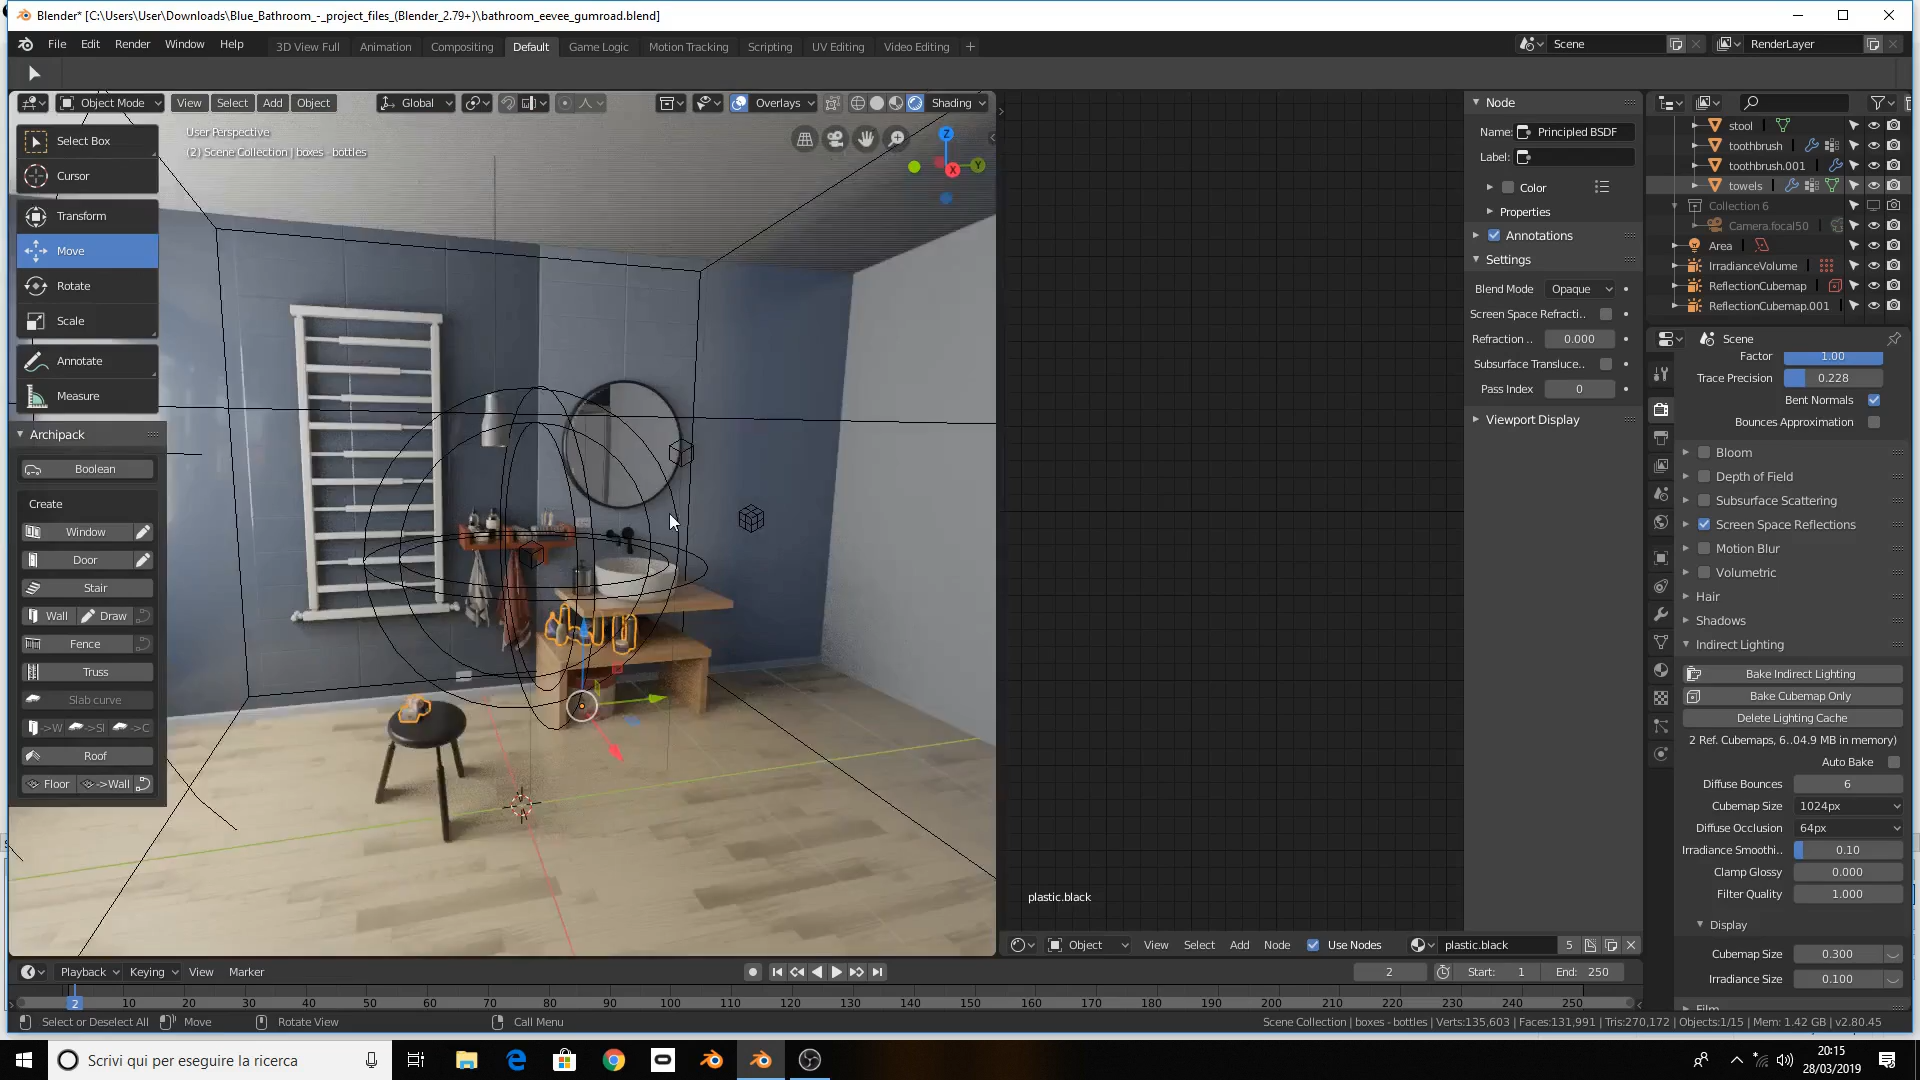 Blender* [C:\Users\User\Downloads\Blue_Bathroom_-_project_files_(Blender_2.79+)\bathroom_eevee_gumroad.blend]
File Edit Render Window Help 3D View Full Animation Compositing Default Game Logic Masking Motion Tracking Scripting UV Editing Video Editing + Scene RenderLayer
Object Mode View Select Add Object Global Overlays Shading
User Perspective
(2) Scene Collection | boxes - bottles
Select Box
Cursor
Transform
Move
Rotate
Scale
Annotate
Measure
Archipack
Boolean
Create
Window
Door
Stair
Wall Draw
Fence
Truss
Slab curve
->W ->Sl ->C
Roof
Floor ->Wall
Z
Y
X
plastic.black
Object View Select Add Node Use Nodes plastic.black 5
Node
Name: Principled BSDF
Label:
Color
Properties
Annotations
Settings
Blend Mode Opaque
Screen Space Refracti..
Refraction .. 0.000
Subsurface Transluce..
Pass Index 0
Viewport Display
stool
toothbrush
toothbrush.001
towels
Collection 6
Camera.focal50
Area
IrradianceVolume
ReflectionCubemap
ReflectionCubemap.001
Scene
Factor 1.00
Trace Precision 0.228
Bent Normals
Bounces Approximation
Bloom
Depth of Field
Subsurface Scattering
Screen Space Reflections
Motion Blur
Volumetric
Hair
Shadows
Indirect Lighting
Bake Indirect Lighting
Bake Cubemap Only
Delete Lighting Cache
2 Ref. Cubemaps, 6..04.9 MB in memory)
Auto Bake
Diffuse Bounces 6
Cubemap Size 1024px
Diffuse Occlusion 64px
Irradiance Smoothi.. 0.10
Clamp Glossy 0.000
Filter Quality 1.000
Display
Cubemap Size 0.300
Irradiance Size 0.100
Film
Playback Keying View Marker 2 Start: 1 End: 250
2 10 20 30 40 50 60 70 80 90 100 110 120 130 140 150 160 170 180 190 200 210 220 230 240 250
Select or Deselect All Move Rotate View Call Menu Scene Collection | boxes - bottles | Verts:135,603 | Faces:131,991 | Tris:270,172 | Objects:1/15 | Mem: 1.42 GB | v2.80.45
Scrivi qui per eseguire la ricerca
20:15
28/03/2019